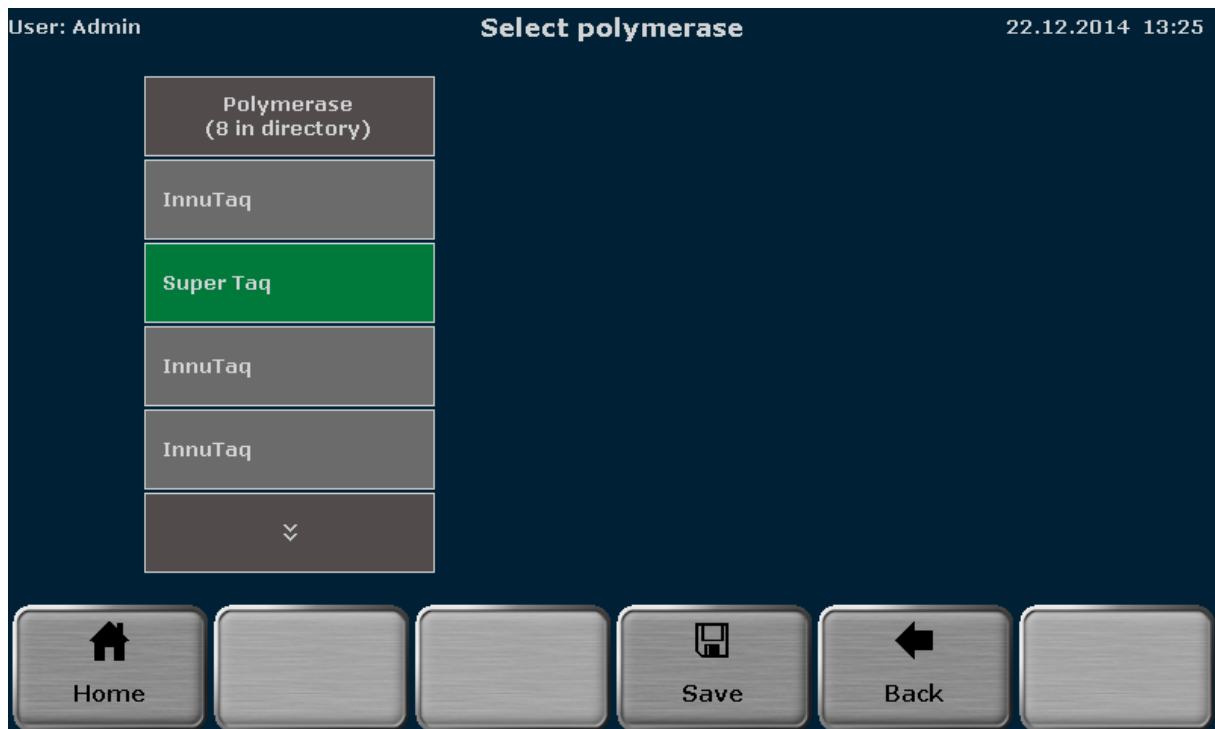 User: Admin
Select polymerase
22.12.2014 13:25
Polymerase
(8 in directory)
InnuTaq
Super Taq
InnuTaq
InnuTaq
Home
Save
Back